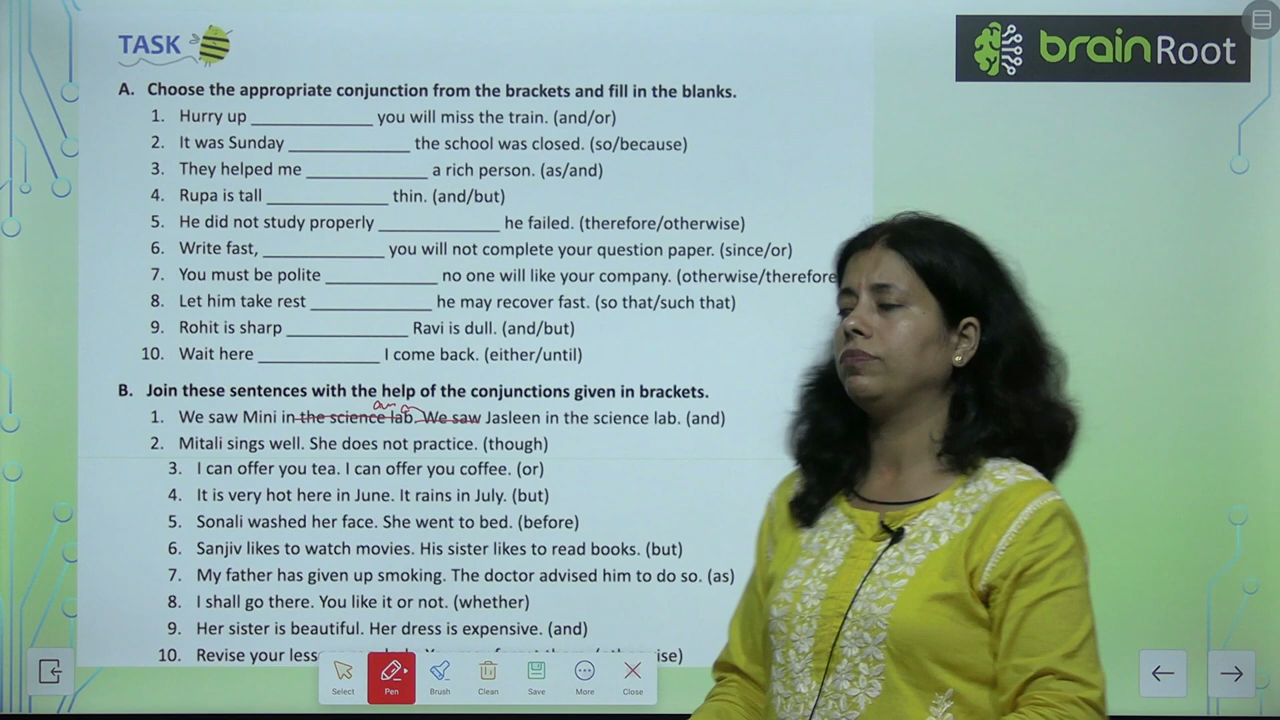 TASK
brainRoot
A. Choose the appropriate conjunction from the brackets and fill in the blanks.
1. Hurry up ____________ you will miss the train. (and/or)
2. It was Sunday ____________ the school was closed. (so/because)
3. They helped me ____________ a rich person. (as/and)
4. Rupa is tall ____________ thin. (and/but)
5. He did not study properly ____________ he failed. (therefore/otherwise)
6. Write fast, ____________ you will not complete your question paper. (since/or)
7. You must be polite ____________ no one will like your company. (otherwise/therefore
8. Let him take rest ____________ he may recover fast. (so that/such that)
9. Rohit is sharp ____________ Ravi is dull. (and/but)
10. Wait here ____________ I come back. (either/until)
B. Join these sentences with the help of the conjunctions given in brackets.
and
1. We saw Mini in the science lab. We saw Jasleen in the science lab. (and)
2. Mitali sings well. She does not practice. (though)
3. I can offer you tea. I can offer you coffee. (or)
4. It is very hot here in June. It rains in July. (but)
5. Sonali washed her face. She went to bed. (before)
6. Sanjiv likes to watch movies. His sister likes to read books. (but)
7. My father has given up smoking. The doctor advised him to do so. (as)
8. I shall go there. You like it or not. (whether)
9. Her sister is beautiful. Her dress is expensive. (and)
10. Revise your
Select Pen Brush Clean Save More Close